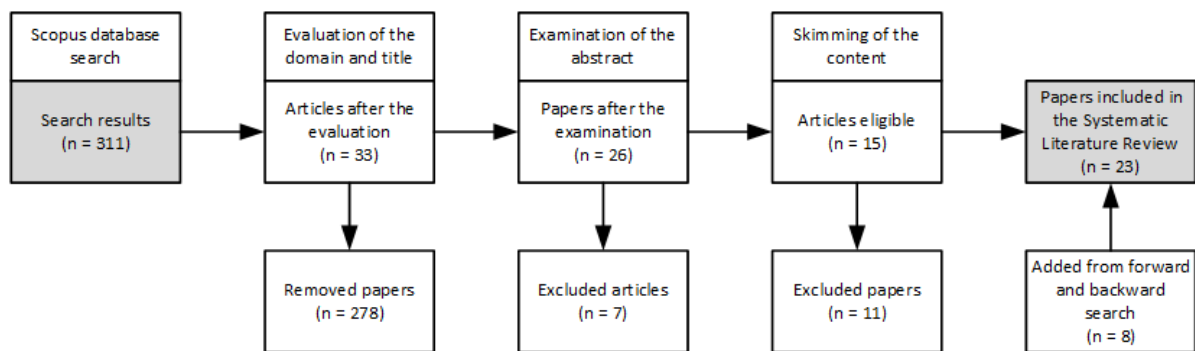 Scopus database
search
Search results
(n = 311)
Evaluation of the
domain and title
Articles after the
evaluation
(n = 33)
Removed papers
(n = 278)
Examination of the
abstract
Papers after the
examination
(n = 26)
Excluded articles
(n = 7)
Skimming of the
content
Articles eligible
(n = 15)
Excluded papers
(n = 11)
Papers included in
the Systematic
Literature Review
(n = 23)
Added from forward
and backward
search
(n = 8)